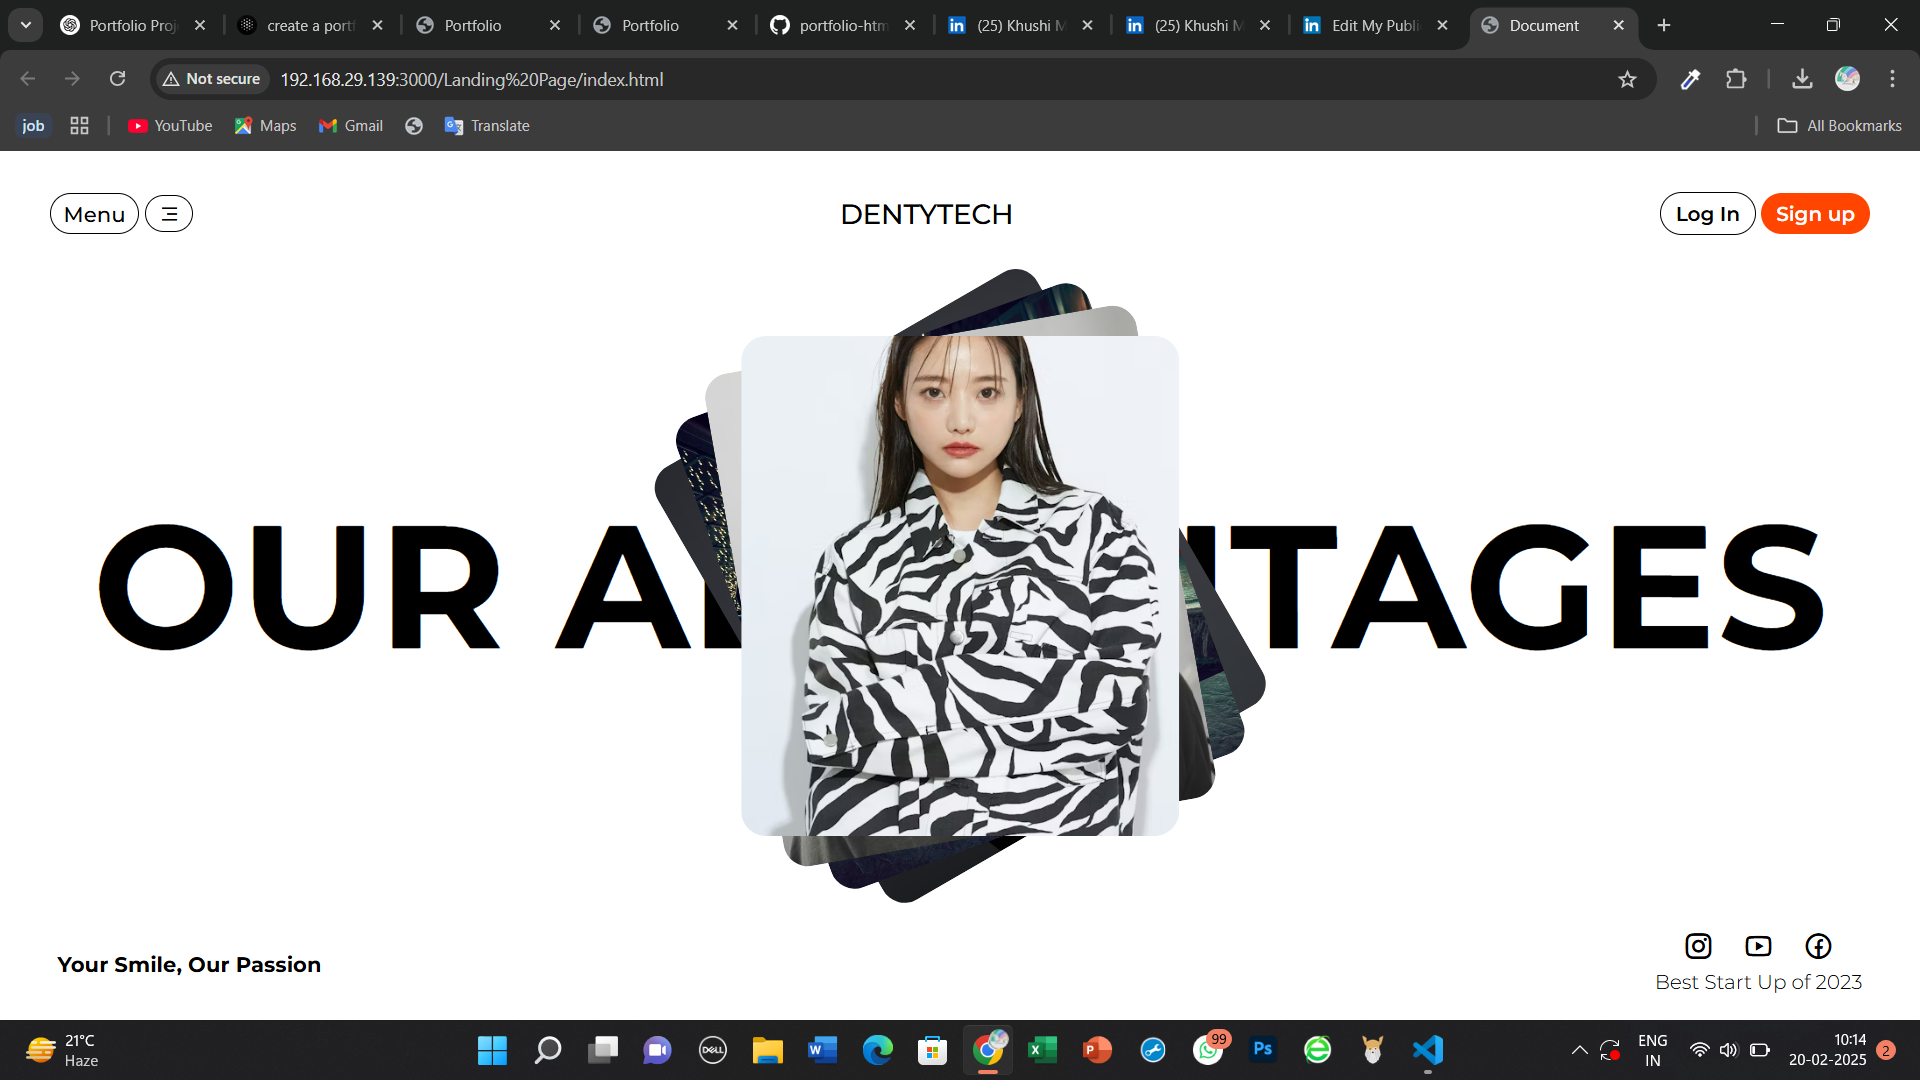 Portfolio Proj
create a portf
Portfolio
Portfolio
portfolio-htm
(25) Khushi M
(25) Khushi M
Edit My Publi
Document
Not secure
192.168.29.139:3000/Landing%20Page/index.html
job
YouTube
Maps
Gmail
Translate
All Bookmarks
Menu
DENTYTECH
Log In
Sign up
OUR A TAGES
Your Smile, Our Passion
Best Start Up of 2023
21°C
Haze
DELL
W
X
P
99
Ps
ENG
IN
10:14
20-02-2025
2